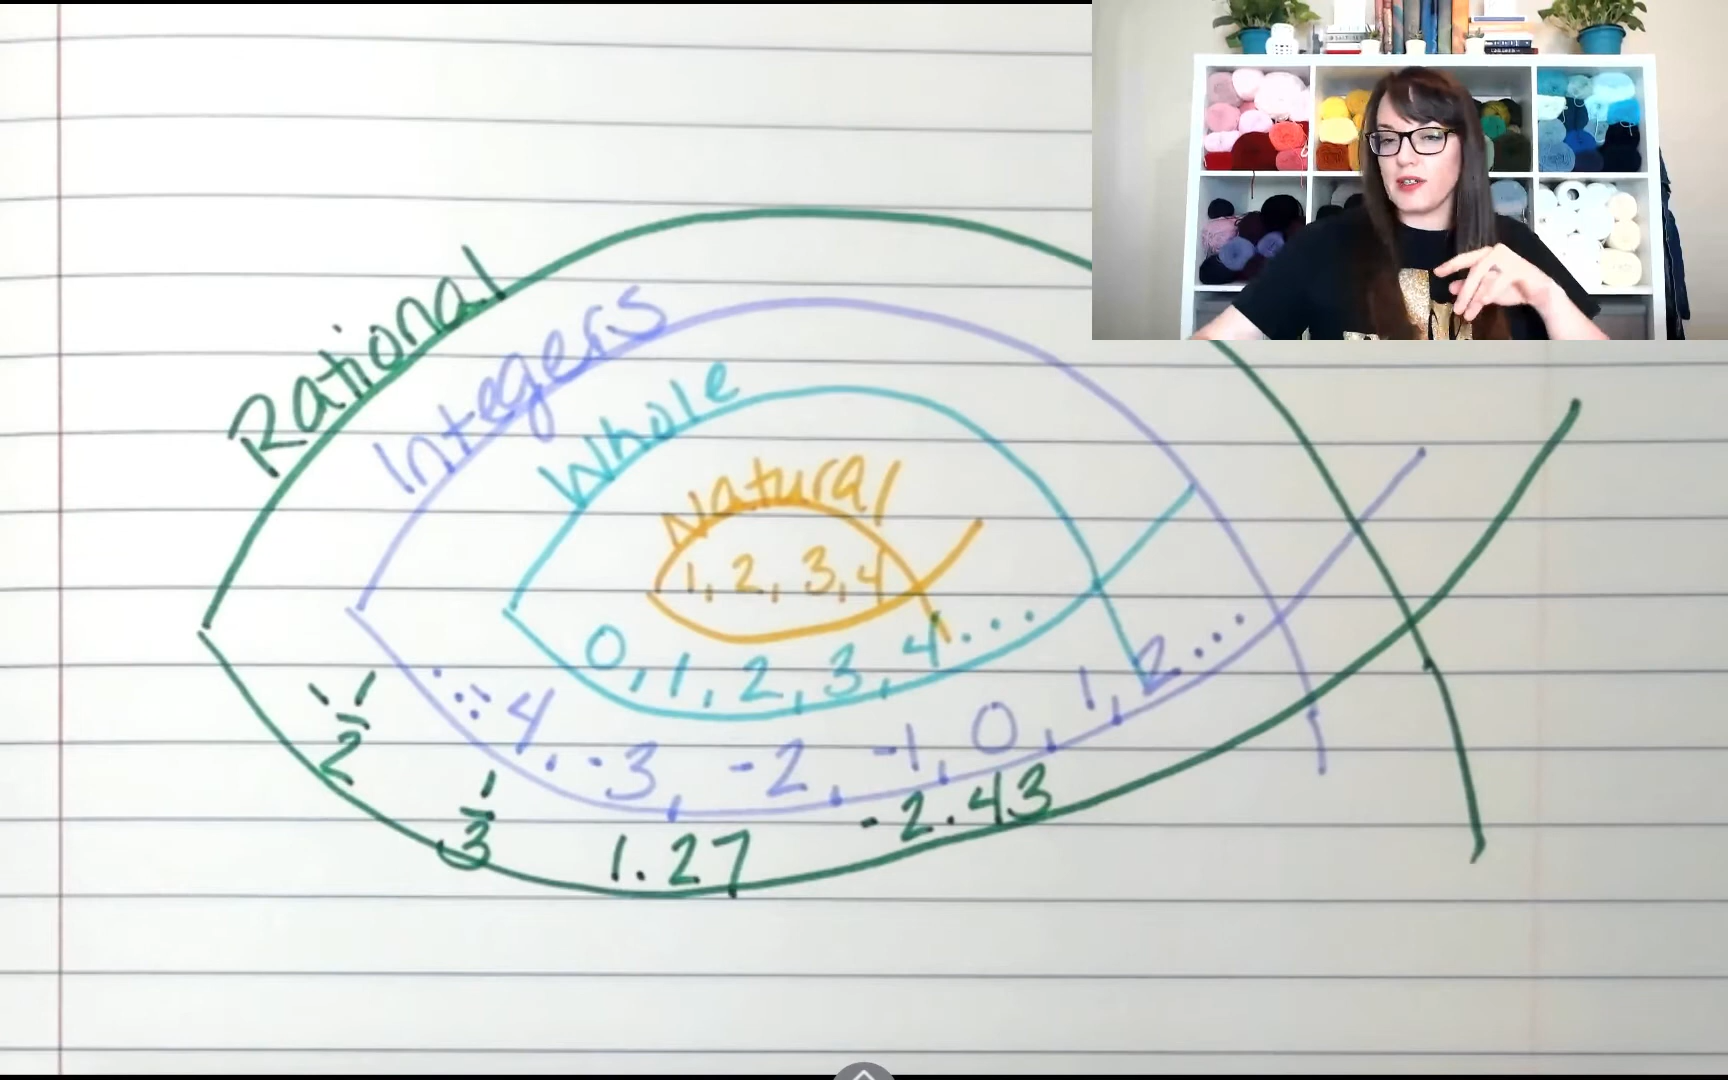 Rational
Integers
Whole
Natural
1, 2, 3, 4
0, 1, 2, 3, 4...
... -4, -3, -2, -1, 0, 1, 2...
-1/2
1/3
1.27
-2.43